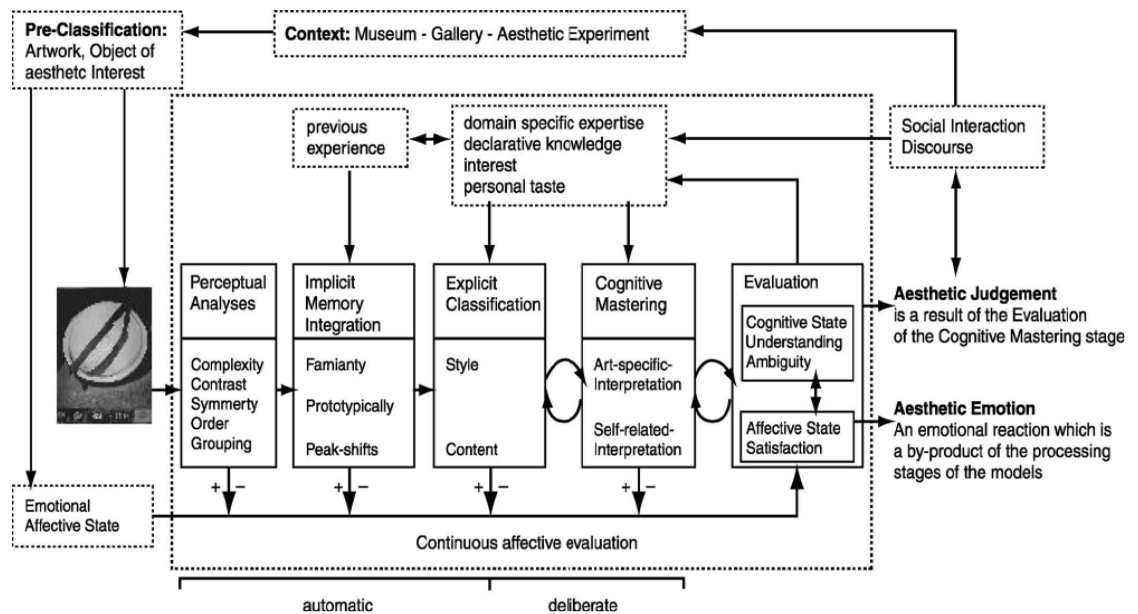 Pre-Classification:
Artwork, Object of
aesthetc Interest
Context: Museum - Gallery - Aesthetic Experiment
previous
experience
domain specific expertise
declarative knowledge
interest
personal taste
Social Interaction
Discourse
Perceptual
Analyses
Complexity
Contrast
Symmerty
Order
Grouping
Implicit
Memory
Integration
Famianty
Prototypically
Peak-shifts
Explicit
Classification
Style
Content
Cognitive
Mastering
Art-specific-
Interpretation
Self-related-
Interpretation
Evaluation
Cognitive State
Understanding
Ambiguity
Affective State
Satisfaction
Aesthetic Judgement
is a result of the Evaluation
of the Cognitive Mastering stage
Aesthetic Emotion
An emotional reaction which is
a by-product of the processing
stages of the models
+ −
+ −
+ −
+ −
Emotional
Affective State
Continuous affective evaluation
automatic
deliberate